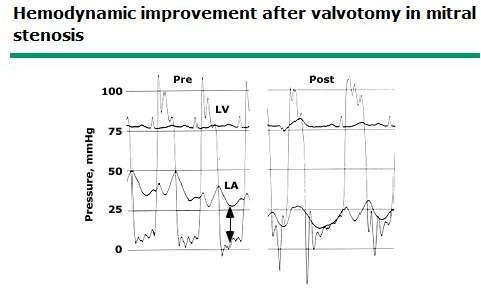 Hemodynamic improvement after valvotomy in mitral
stenosis
Pre
Post
100
LV
75
Pressure, mmHg
50
LA
25
0